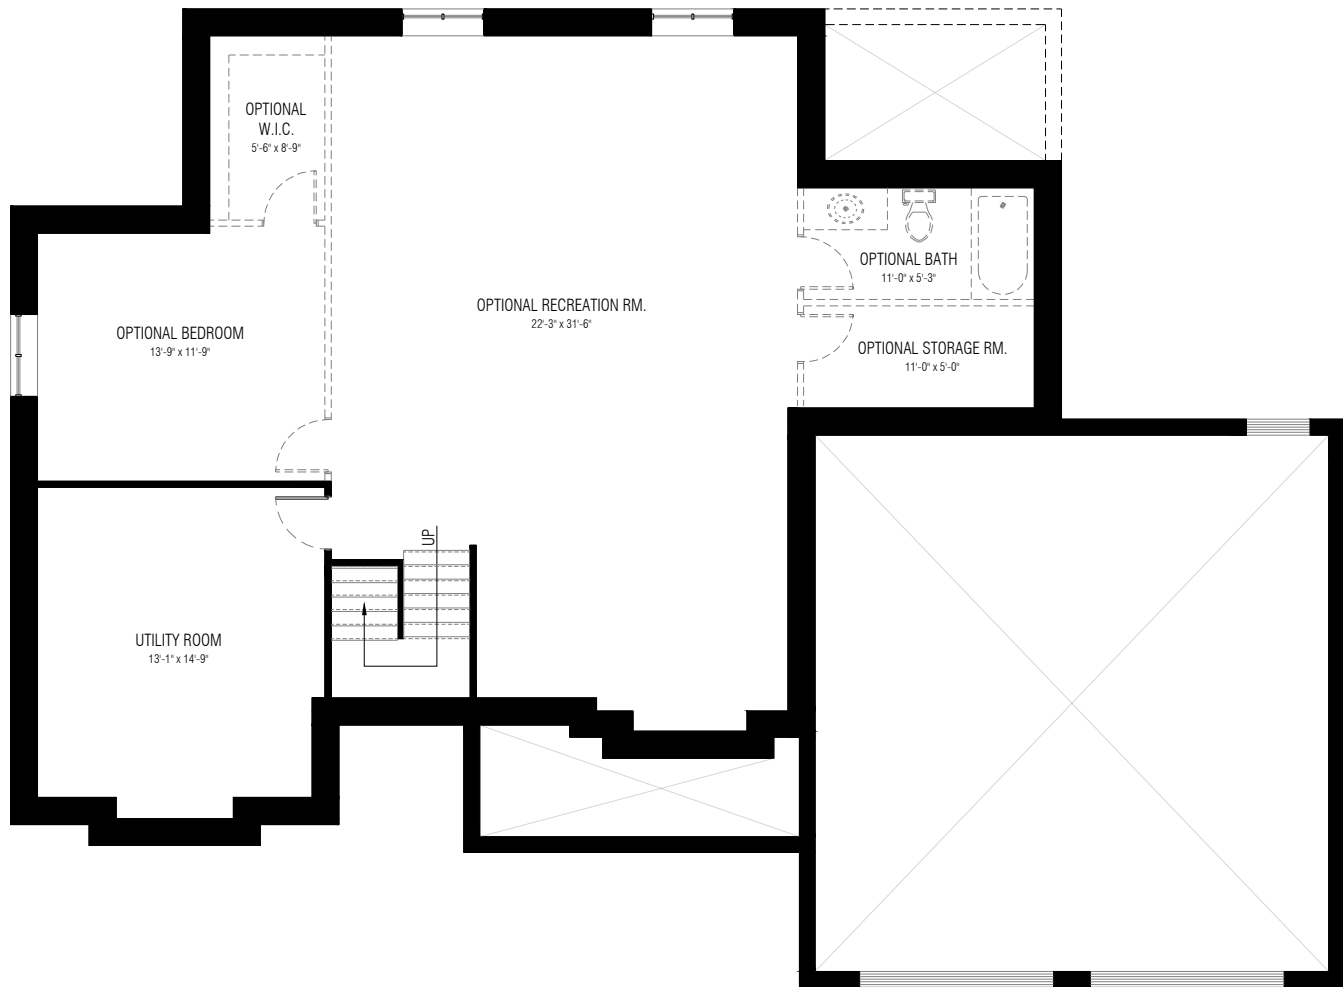 OPTIONAL
W.I.C.
5'-6" x 8'-9"
OPTIONAL BATH
11'-0" x 5'-3"
OPTIONAL RECREATION RM.
22'-3" x 31'-6"
OPTIONAL BEDROOM
13'-9" x 11'-9"
OPTIONAL STORAGE RM.
11'-0" x 5'-0"
UP
UTILITY ROOM
13'-1" x 14'-9"